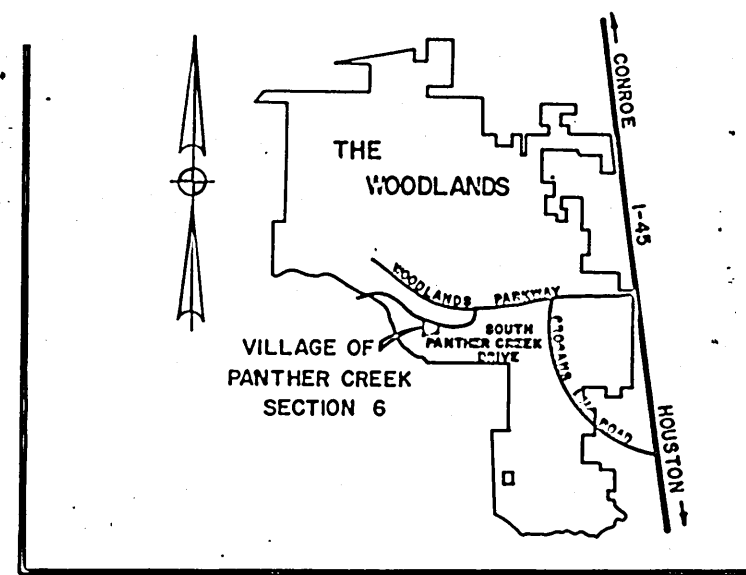 CONROE
THE
WOODLANDS
I-45
WOODLANDS PARKWAY
SOUTH
PANTHER CREEK
DRIVE
VILLAGE OF
PANTHER CREEK
SECTION 6
ROAD
HOUSTON